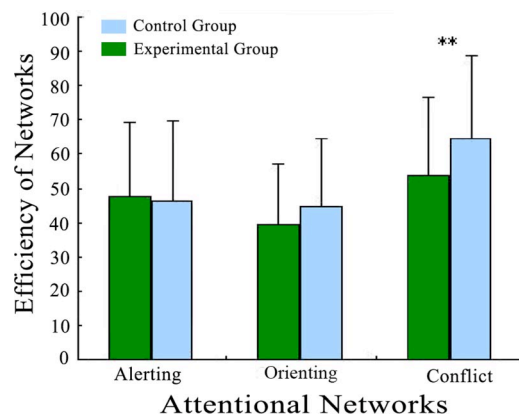 100
90
80
70
60
50
40
30
20
10
0
Efficiency of Networks
Control Group
Experimental Group
**
Alerting
Orienting
Conflict
Attentional Networks